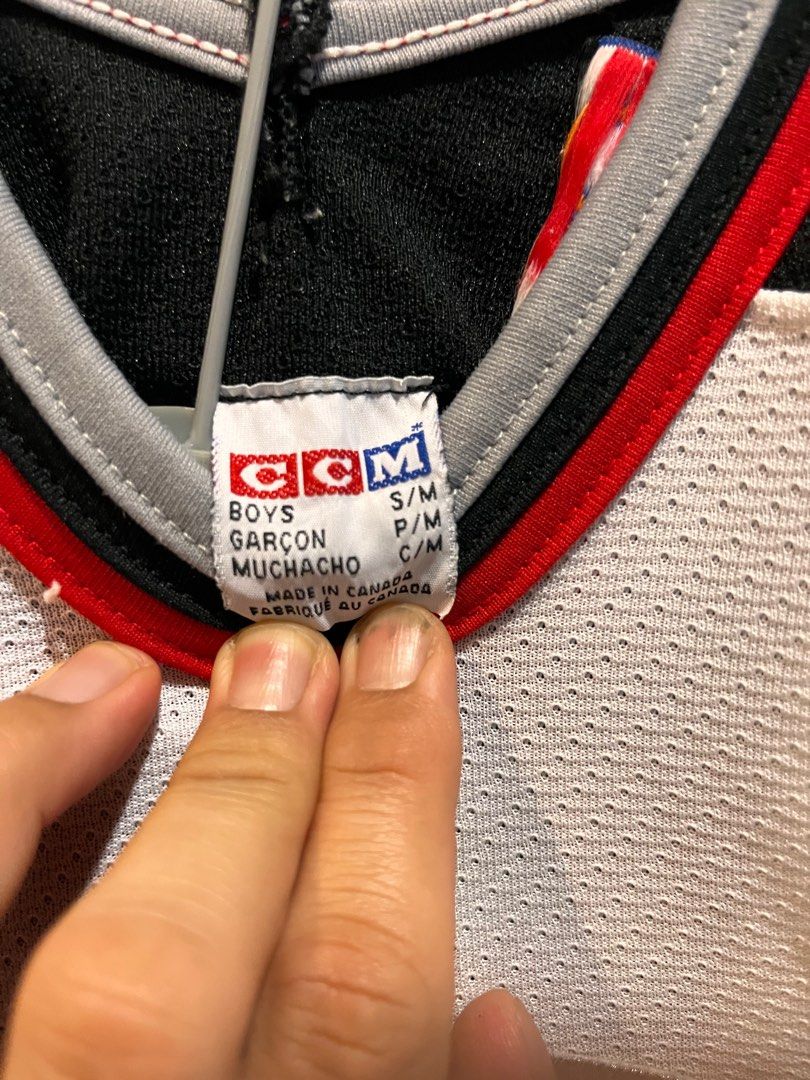 CCM*
BOYS S/M
GARÇON P/M
MUCHACHO C/M
MADE IN CANADA
FABRIQUÉ AU CANADA